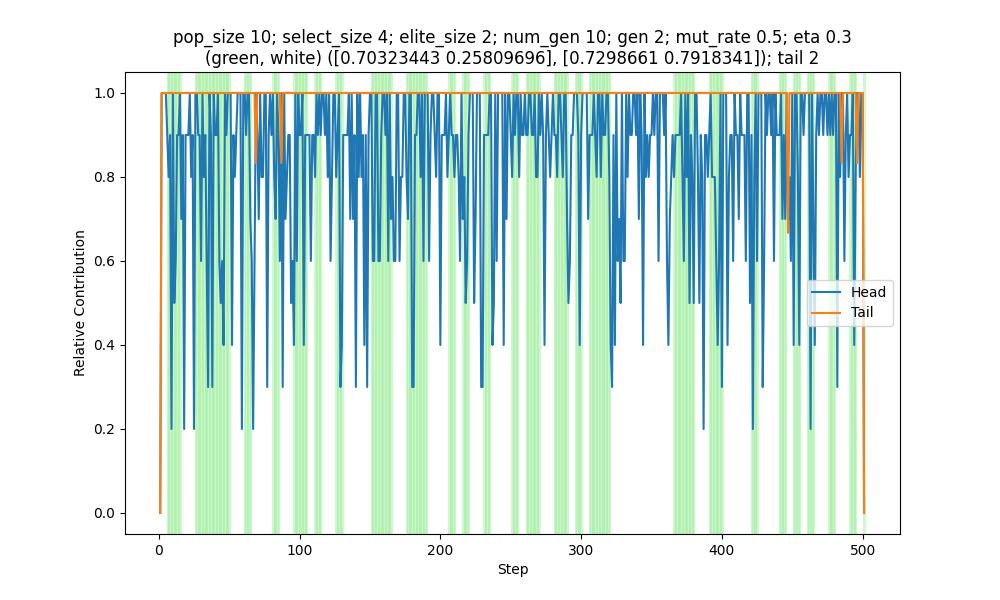 pop_size 10; select_size 4; elite_size 2; num_gen 10; gen 2; mut_rate 0.5; eta 0.3
(green, white) ([0.70323443 0.25809696], [0.7298661 0.7918341]); tail 2
1.0
0.8
0.6
0.4
0.2
0.0
Relative Contribution
Head
Tail
0
100
200
300
400
500
Step